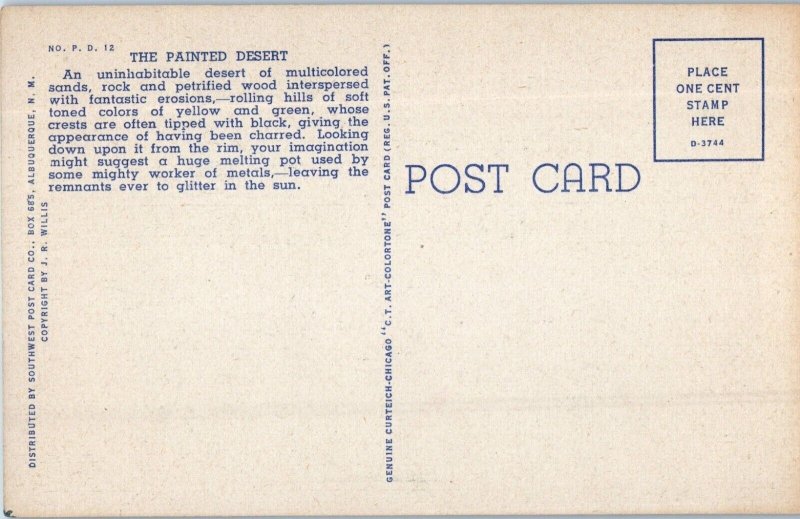 NO. P. D. 12
THE PAINTED DESERT
An uninhabitable desert of multicolored
sands, rock and petrified wood interspersed
with fantastic erosions,—rolling hills of soft
toned colors of yellow and green, whose
crests are often tipped with black, giving the
appearance of having been charred. Looking
down upon it from the rim, your imagination
might suggest a huge melting pot used by
some mighty worker of metals,—leaving the
remnants ever to glitter in the sun.
DISTRIBUTED BY SOUTHWEST POST CARD CO., BOX 685, ALBUQUERQUE, N. M.
COPYRIGHT BY J. R. WILLIS
GENUINE CURTEICH-CHICAGO "C.T. ART-COLORTONE" POST CARD (REG. U.S. PAT. OFF.)
POST CARD
PLACE
ONE CENT
STAMP
HERE
D-3744